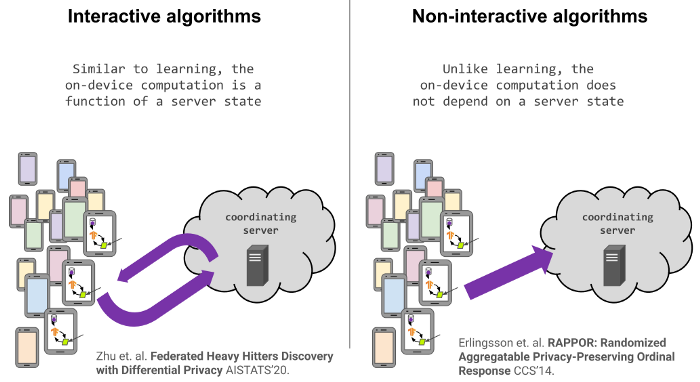 Interactive algorithms
Similar to learning, the
on-device computation is a
function of a server state
coordinating
server
Zhu et. al. Federated Heavy Hitters Discovery
with Differential Privacy AISTATS'20.
Non-interactive algorithms
Unlike learning, the
on-device computation does
not depend on a server state
coordinating
server
Erlingsson et. al. RAPPOR: Randomized
Aggregatable Privacy-Preserving Ordinal
Response CCS'14.